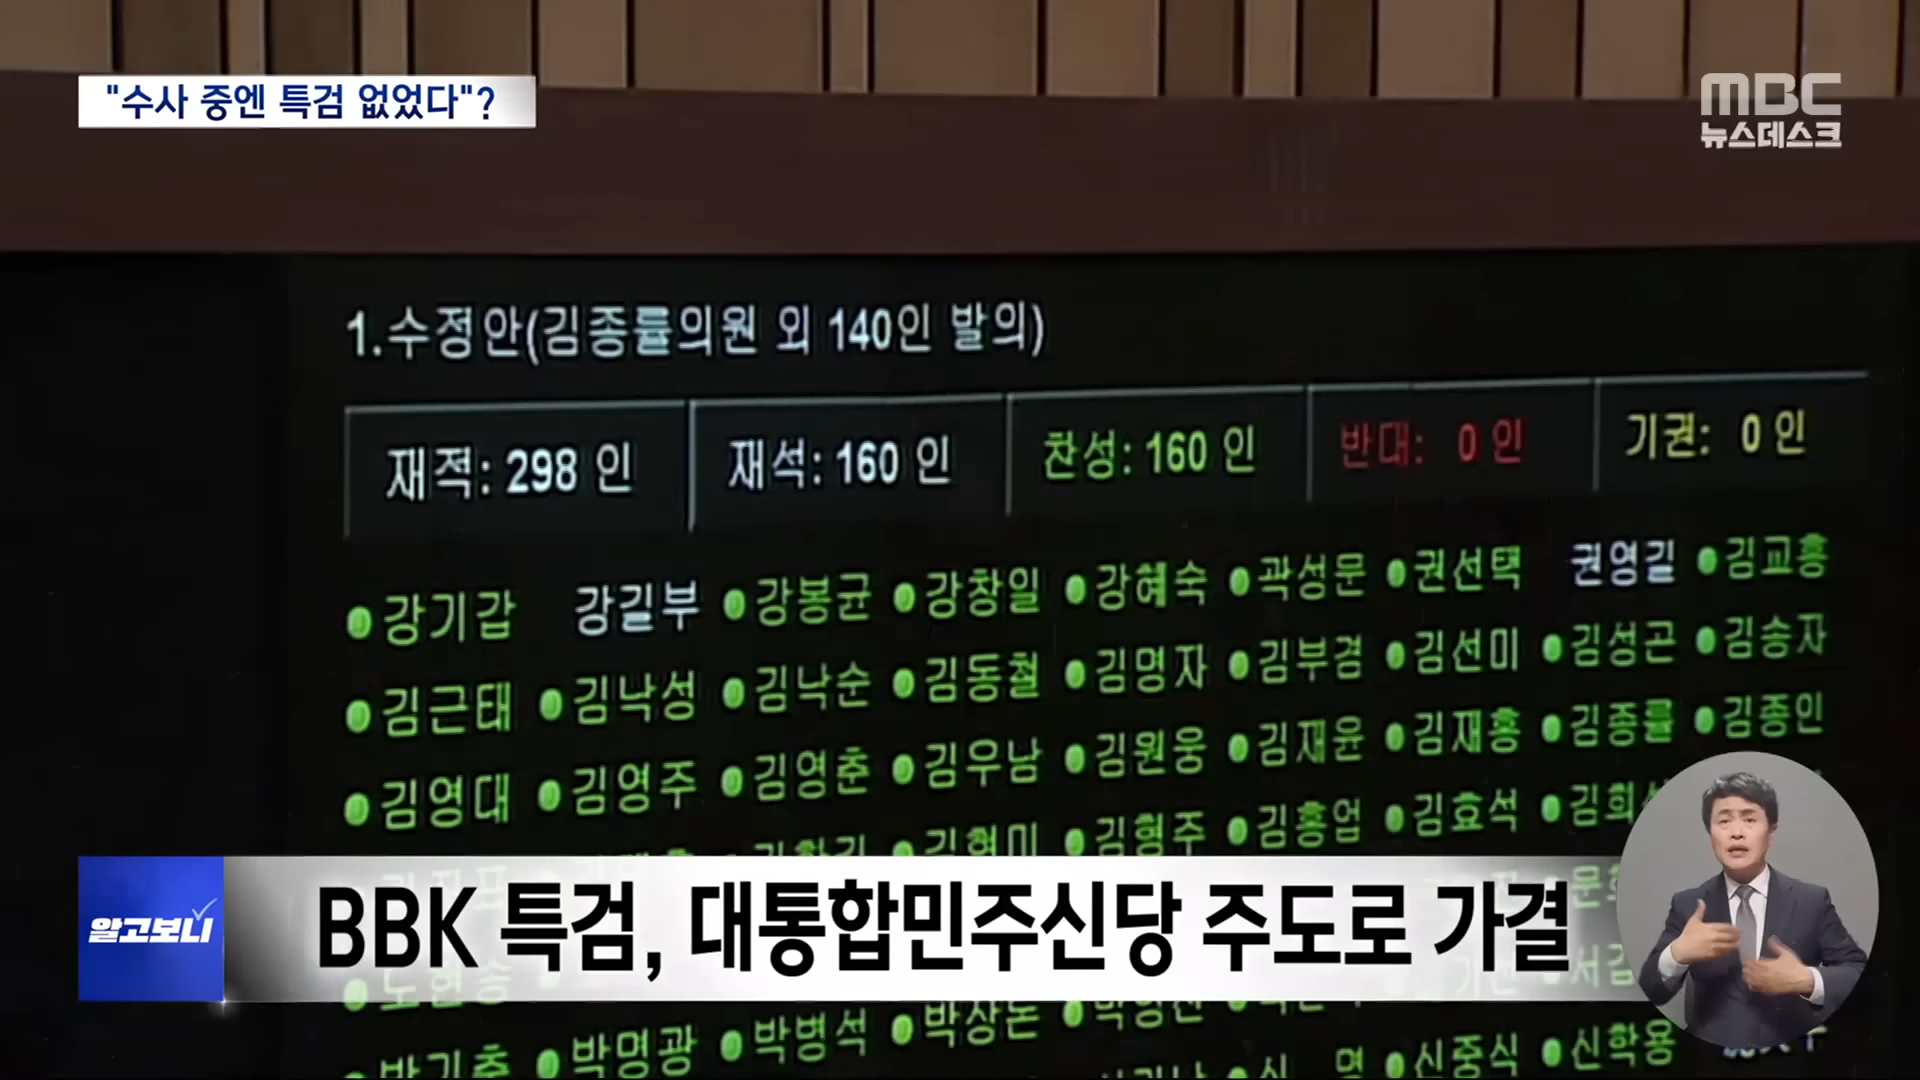 "수사 중엔 특검 없었다"?
MBC
뉴스데스크
1.수정안(김종률의원 외 140인 발의)
재적: 298 인 재석: 160 인 찬성: 160 인 반대: 0 인 기권: 0 인
강기갑 강길부 강봉균 강창일 강혜숙 곽성문 권선택 권영길 김교흥
김근태 김낙성 김낙순 김동철 김명자 김부겸 김선미 김성곤 김송자
김영대 김영주 김영춘 김우남 김원웅 김재윤 김재홍 김종률 김종인
김현미 김형주 김홍업 김효석
알고보니
BBK 특검, 대통합민주신당 주도로 가결
박기춘 박명광 박병석 박상돈 신 명 신중식 신학용